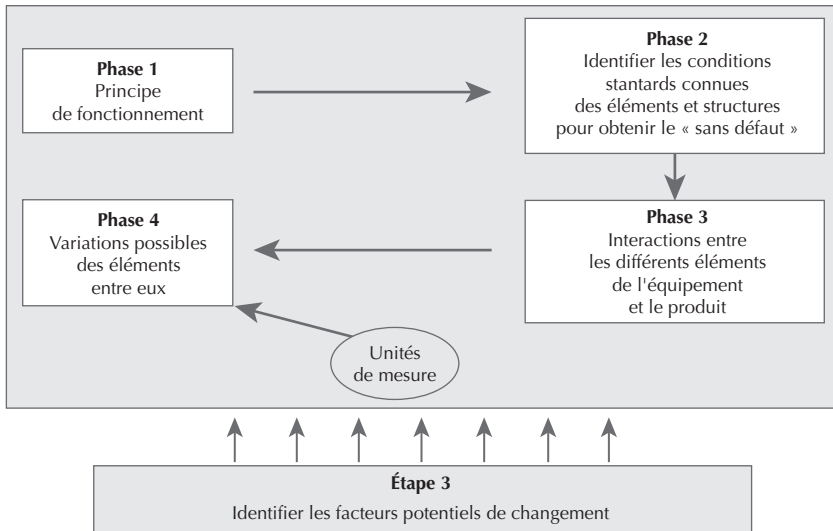 Phase 1
Principe
de fonctionnement
Phase 2
Identifier les conditions
stantards connues
des éléments et structures
pour obtenir le « sans défaut »
Phase 3
Interactions entre
les différents éléments
de l'équipement
et le produit
Phase 4
Variations possibles
des éléments
entre eux
Unités
de mesure
Étape 3
Identifier les facteurs potentiels de changement